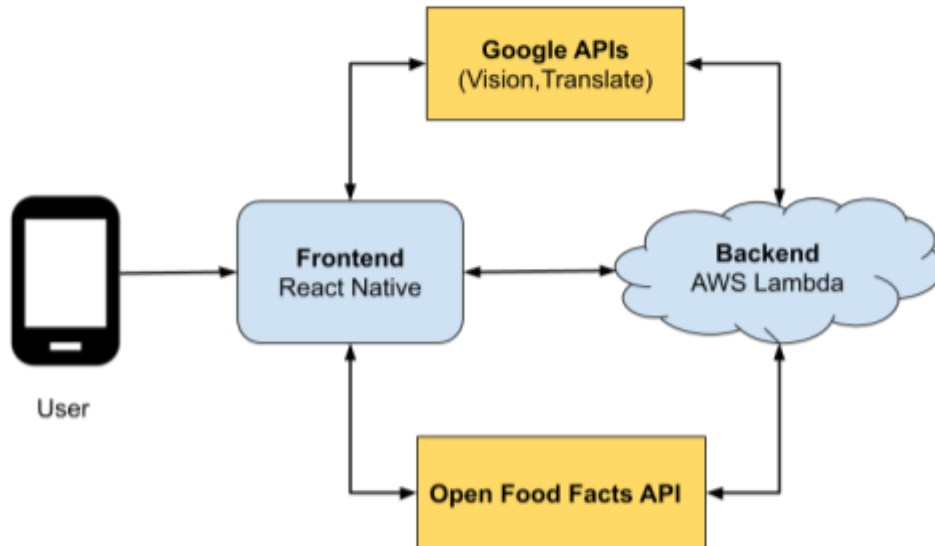 Google APIs
(Vision,Translate)
Frontend
React Native
Backend
AWS Lambda
User
Open Food Facts API